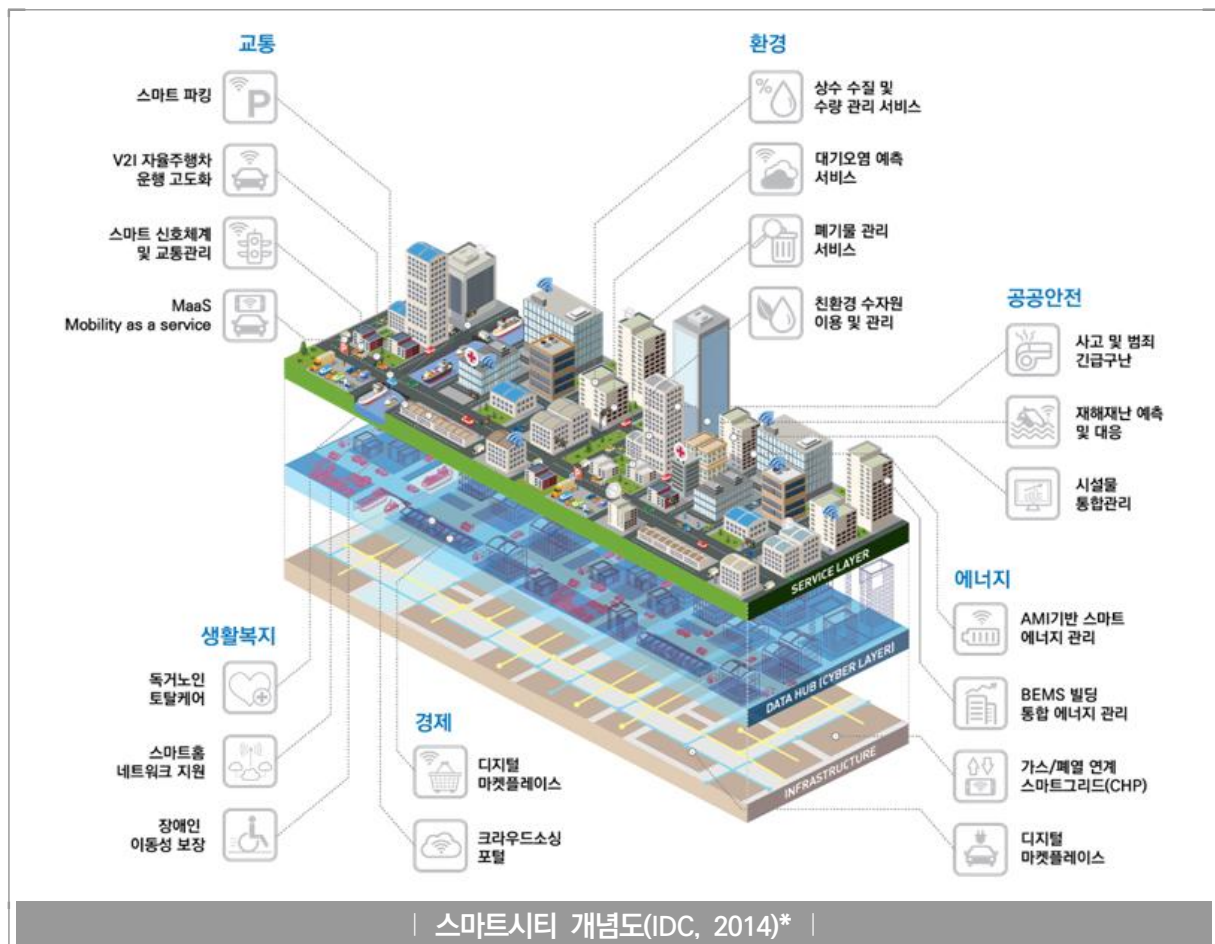 교통
스마트 파킹
V2I 자율주행차
운행 고도화
스마트 신호체계
및 교통관리
MaaS
Mobility as a service
환경
상수 수질 및
수량 관리 서비스
대기오염 예측
서비스
폐기물 관리
서비스
친환경 수자원
이용 및 관리
공공안전
사고 및 범죄
긴급구난
재해재난 예측
및 대응
시설물
통합관리
SERVICE LAYER
DATA HUB (CYBER LAYER)
INFRASTRUCTURE
에너지
AMI기반 스마트
에너지 관리
BEMS 빌딩
통합 에너지 관리
가스/폐열 연계
스마트그리드(CHP)
디지털
마켓플레이스
생활복지
독거노인
토탈케어
스마트홈
네트워크 지원
장애인
이동성 보장
경제
디지털
마켓플레이스
크라우드소싱
포털
| 스마트시티 개념도(IDC, 2014)* |